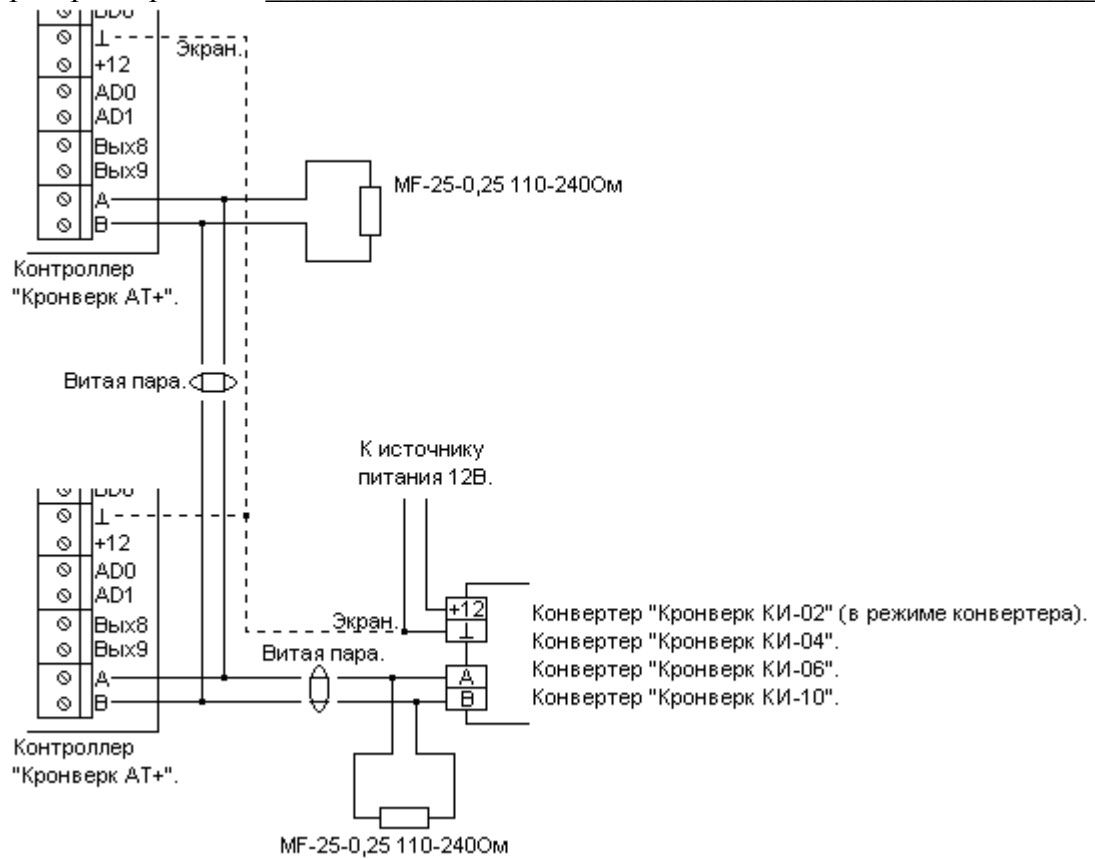 ⊥
Экран.
+12
AD0
AD1
Вых8
Вых9
A
B
MF-25-0,25 110-240Ом
Контроллер
"Кронверк АТ+".
Витая пара.
К источнику
питания 12В.
⊥
+12
AD0
AD1
Вых8
Вых9
A
B
Экран.
Витая пара.
+12
⊥
A
B
Конвертер "Кронверк КИ-02" (в режиме конвертера).
Конвертер "Кронверк КИ-04".
Конвертер "Кронверк КИ-06".
Конвертер "Кронверк КИ-10".
Контроллер
"Кронверк АТ+".
MF-25-0,25 110-240Ом